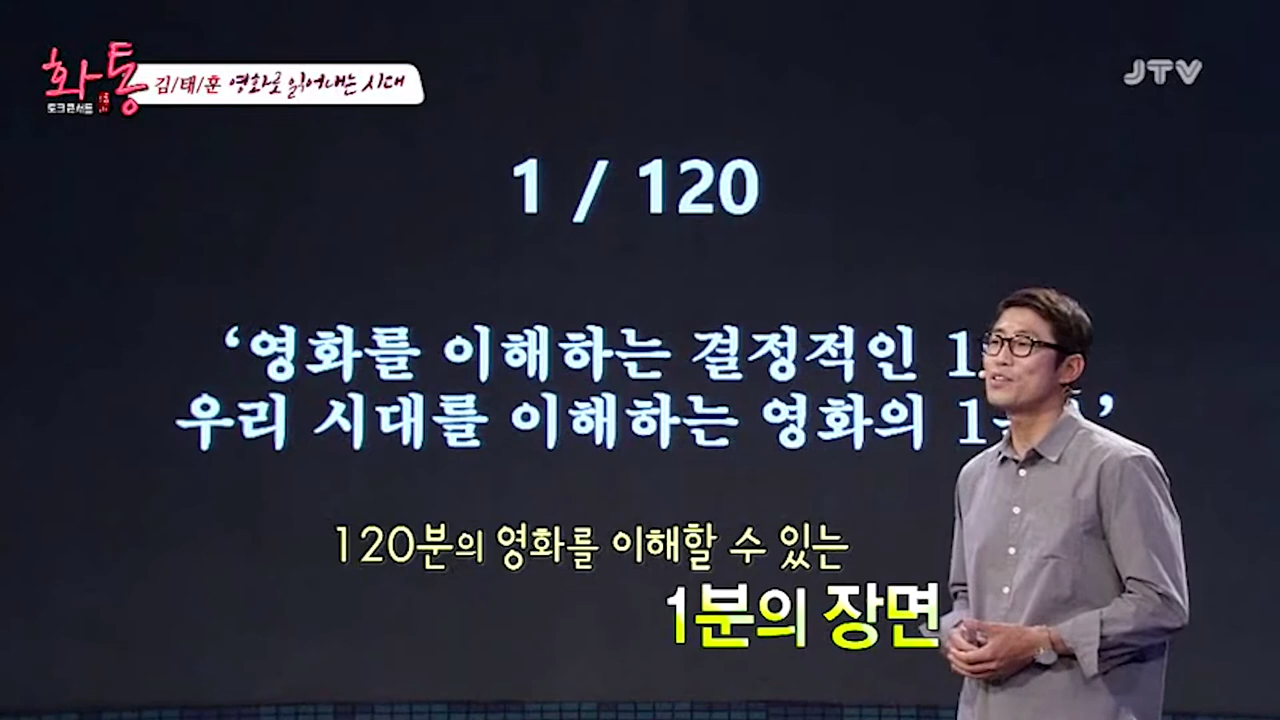 화통
토크콘서트
김/태/훈 영화로 읽어내는 시대
JTV
1 / 120
‘영화를 이해하는 결정적인
우리 시대를 이해하는 영화의 ’
120분의 영화를 이해할 수 있는
1분의 장면